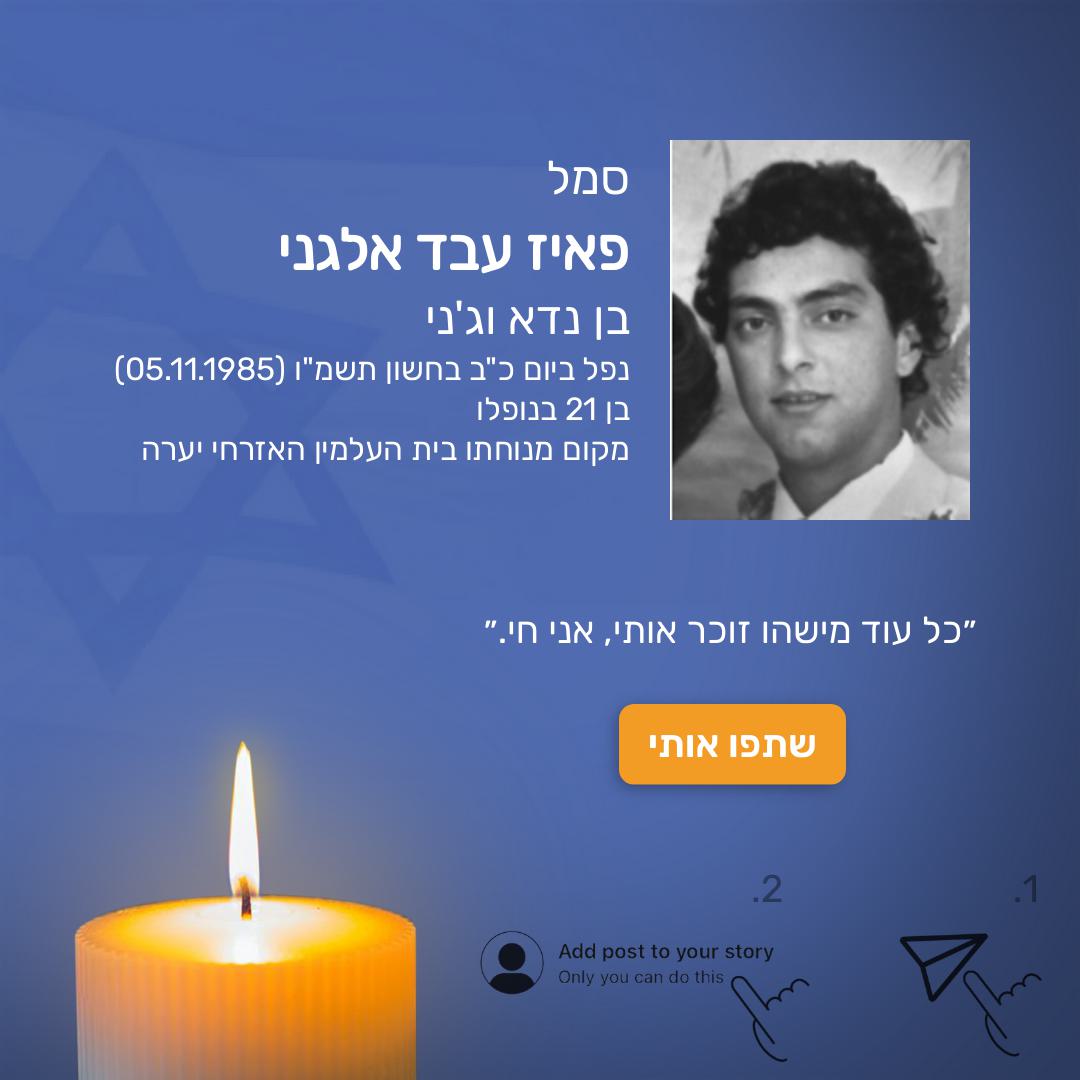 סמל
פאיז עבד אלגני
בן נדא וג'ני
נפל ביום כ"ב בחשון תשמ"ו (05.11.1985)
בן 21 בנופלו
מקום מנוחתו בית העלמין האזרחי יערה
״כל עוד מישהו זוכר אותי, אני חי.״
שתפו אותי
1.
2.
Add post to your story
Only you can do this